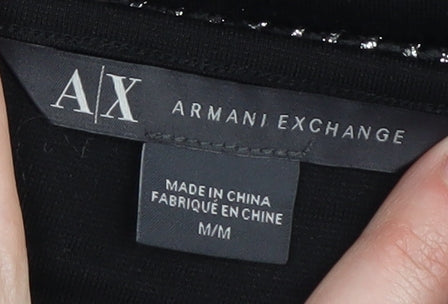 A|X ARMANI EXCHANGE
MADE IN CHINA
FABRIQUÉ EN CHINE
M/M